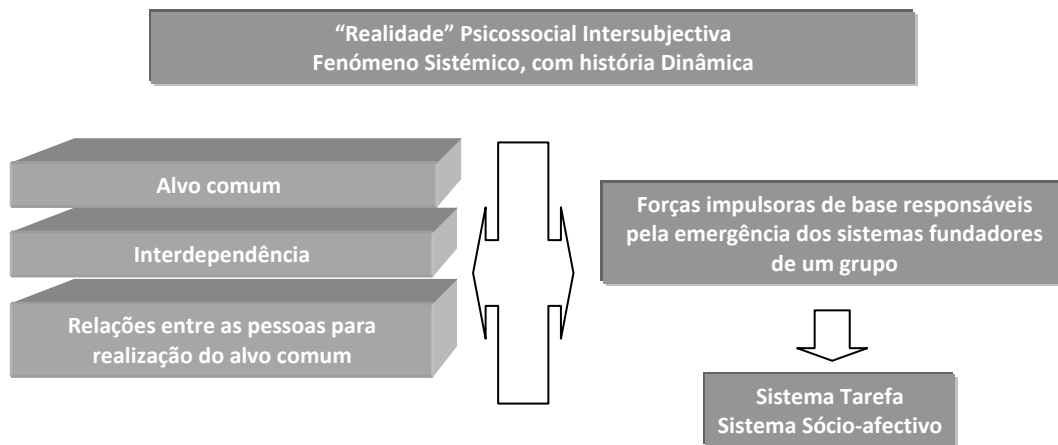 “Realidade” Psicossocial Intersubjectiva
Fenómeno Sistémico, com história Dinâmica
Alvo comum
Interdependência
Relações entre as pessoas para
realização do alvo comum
Forças impulsoras de base responsáveis
pela emergência dos sistemas fundadores
de um grupo
Sistema Tarefa
Sistema Sócio-afectivo